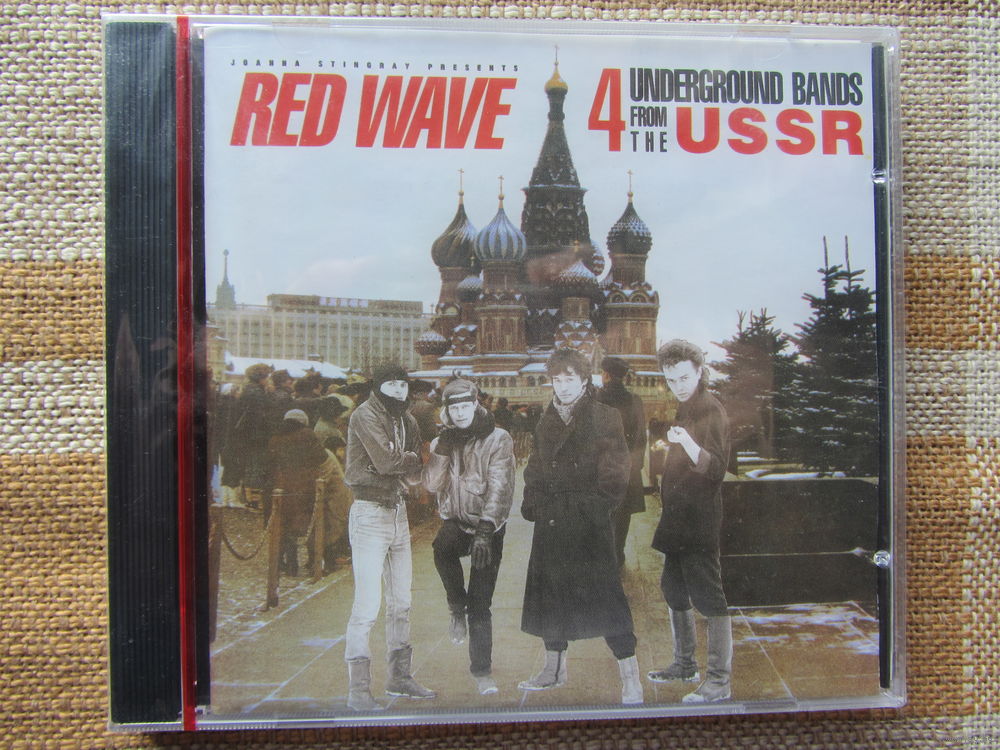 JOANNA STINGRAY PRESENTS
RED WAVE
4 UNDERGROUND BANDS
FROM
THE USSR